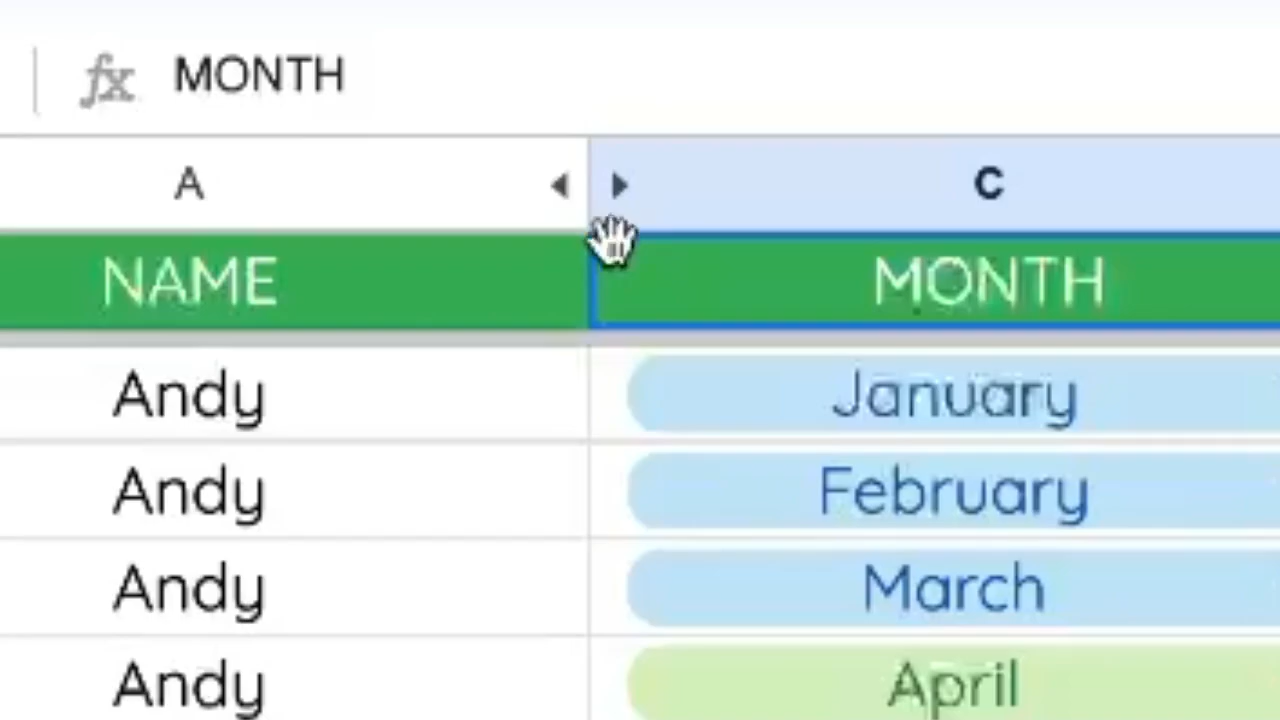 fx MONTH
A C
NAME MONTH
Andy January
Andy February
Andy March
Andy April